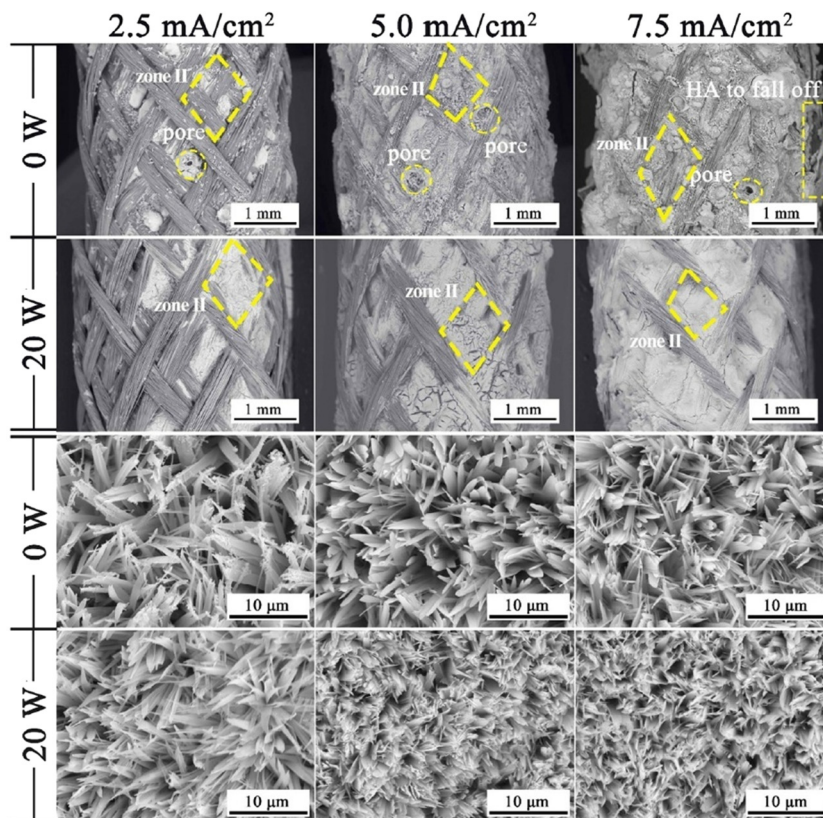 2.5 mA/cm²
5.0 mA/cm²
7.5 mA/cm²
0 W
zone II
pore
1 mm
zone II
pore
pore
1 mm
HA to fall off
zone II
pore
1 mm
20 W
zone II
1 mm
zone II
1 mm
zone II
1 mm
0 W
10 μm
10 μm
10 μm
20 W
10 μm
10 μm
10 μm